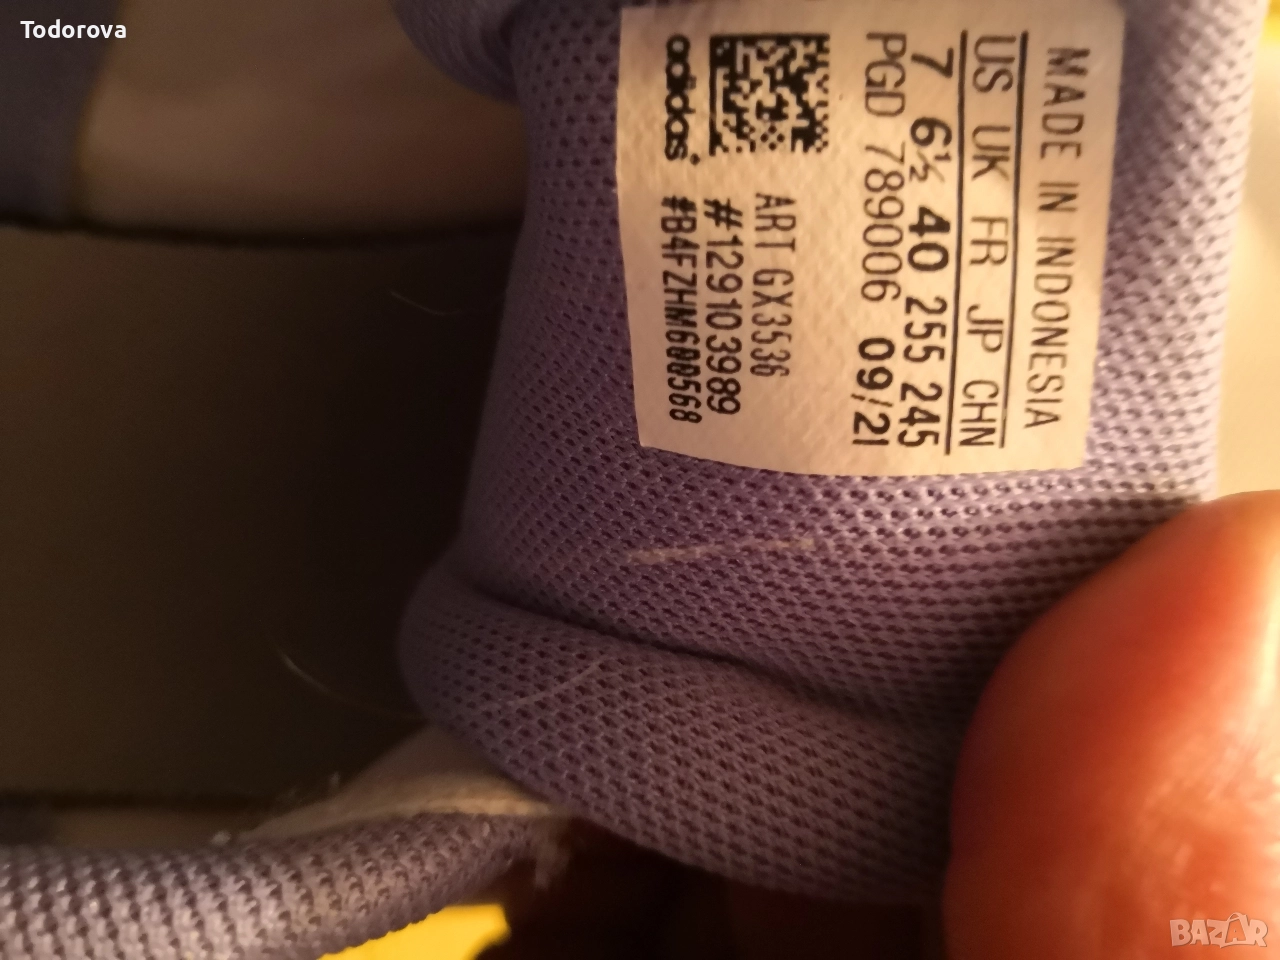 Todorova
MADE IN INDONESIA
US UK FR JP CHN
7 6½ 40 255 245
PGD 789006 09/21
ART GX3536
#129103989
#B4FZHM600568
adidas
BAZAR